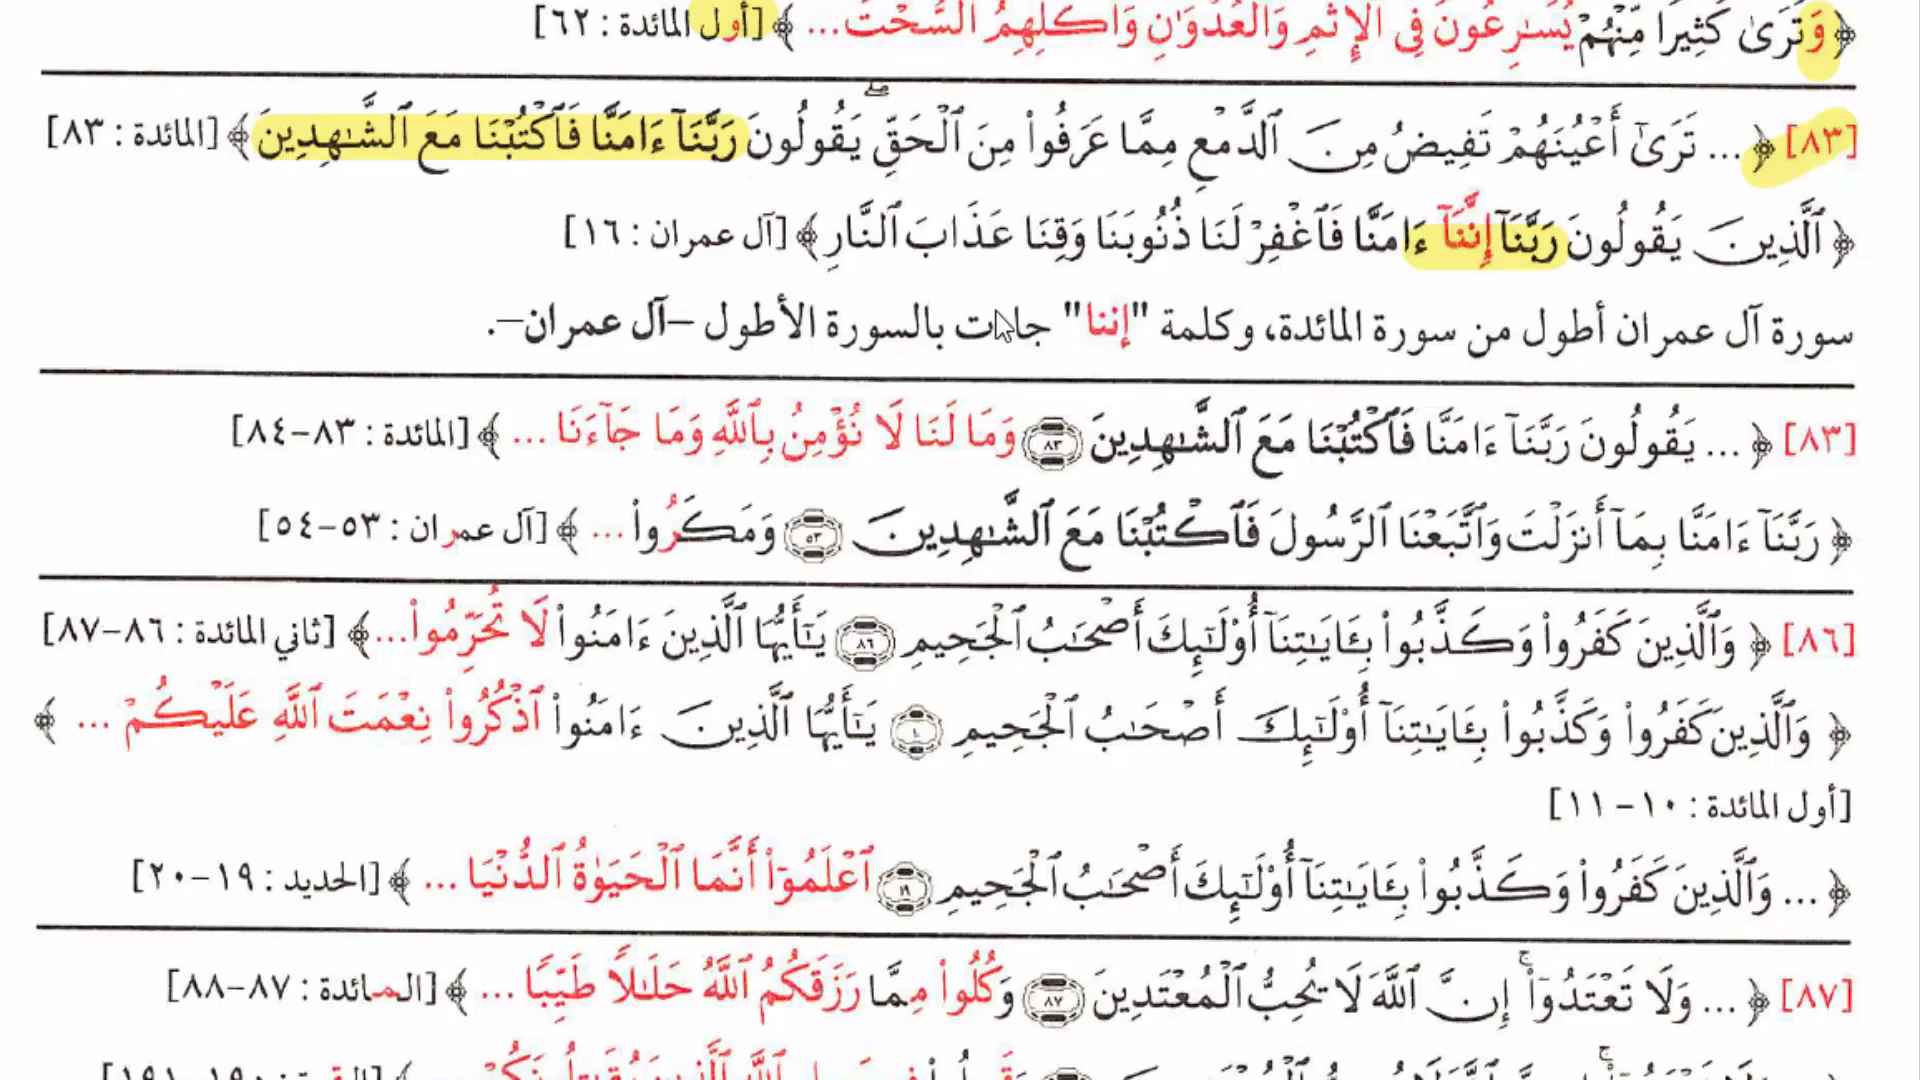 ﴿وَتَرَىٰ كَثِيرًا مِّنْهُمْ يُسَـٰرِعُونَ فِى ٱلْإِثْمِ وَٱلْعُدْوَٰنِ وَأَكْلِهِمُ ٱلسُّحْتَ...﴾ [أول المائدة : ٦٢]
[٨٣] ﴿... تَرَىٰٓ أَعْيُنَهُمْ تَفِيضُ مِنَ ٱلدَّمْعِ مِمَّا عَرَفُوا۟ مِنَ ٱلْحَقِّ ۖ يَقُولُونَ رَبَّنَآ ءَامَنَّا فَٱكْتُبْنَا مَعَ ٱلشَّـٰهِدِينَ﴾ [المائدة : ٨٣]
﴿ٱلَّذِينَ يَقُولُونَ رَبَّنَآ إِنَّنَآ ءَامَنَّا فَٱغْفِرْ لَنَا ذُنُوبَنَا وَقِنَا عَذَابَ ٱلنَّارِ﴾ [آل عمران : ١٦]
سورة آل عمران أطول من سورة المائدة، وكلمة "إننا" جاءت بالسورة الأطول –آل عمران–.
[٨٣] ﴿... يَقُولُونَ رَبَّنَآ ءَامَنَّا فَٱكْتُبْنَا مَعَ ٱلشَّـٰهِدِينَ ٨٣ وَمَا لَنَا لَا نُؤْمِنُ بِٱللَّهِ وَمَا جَآءَنَا ...﴾ [المائدة : ٨٣-٨٤]
﴿رَبَّنَآ ءَامَنَّا بِمَآ أَنزَلْتَ وَٱتَّبَعْنَا ٱلرَّسُولَ فَٱكْتُبْنَا مَعَ ٱلشَّـٰهِدِينَ ٥٣ وَمَكَرُوا۟ ...﴾ [آل عمران : ٥٣-٥٤]
[٨٦] ﴿وَٱلَّذِينَ كَفَرُوا۟ وَكَذَّبُوا۟ بِـَٔايَـٰتِنَآ أُو۟لَـٰٓئِكَ أَصْحَـٰبُ ٱلْجَحِيمِ ٨٦ يَـٰٓأَيُّهَا ٱلَّذِينَ ءَامَنُوا۟ لَا تُحَرِّمُوا۟...﴾ [ثاني المائدة : ٨٦-٨٧]
﴿وَٱلَّذِينَ كَفَرُوا۟ وَكَذَّبُوا۟ بِـَٔايَـٰتِنَآ أُو۟لَـٰٓئِكَ أَصْحَـٰبُ ٱلْجَحِيمِ ١٠ يَـٰٓأَيُّهَا ٱلَّذِينَ ءَامَنُوا۟ ٱذْكُرُوا۟ نِعْمَتَ ٱللَّهِ عَلَيْكُمْ ...﴾
[أول المائدة : ١٠-١١]
﴿... وَٱلَّذِينَ كَفَرُوا۟ وَكَذَّبُوا۟ بِـَٔايَـٰتِنَآ أُو۟لَـٰٓئِكَ أَصْحَـٰبُ ٱلْجَحِيمِ ١٩ ٱعْلَمُوٓا۟ أَنَّمَا ٱلْحَيَوٰةُ ٱلدُّنْيَا ...﴾ [الحديد : ١٩-٢٠]
[٨٧] ﴿... وَلَا تَعْتَدُوٓا۟ ۚ إِنَّ ٱللَّهَ لَا يُحِبُّ ٱلْمُعْتَدِينَ ٨٧ وَكُلُوا۟ مِمَّا رَزَقَكُمُ ٱللَّهُ حَلَـٰلًا طَيِّبًا ...﴾ [المائدة : ٨٧-٨٨]